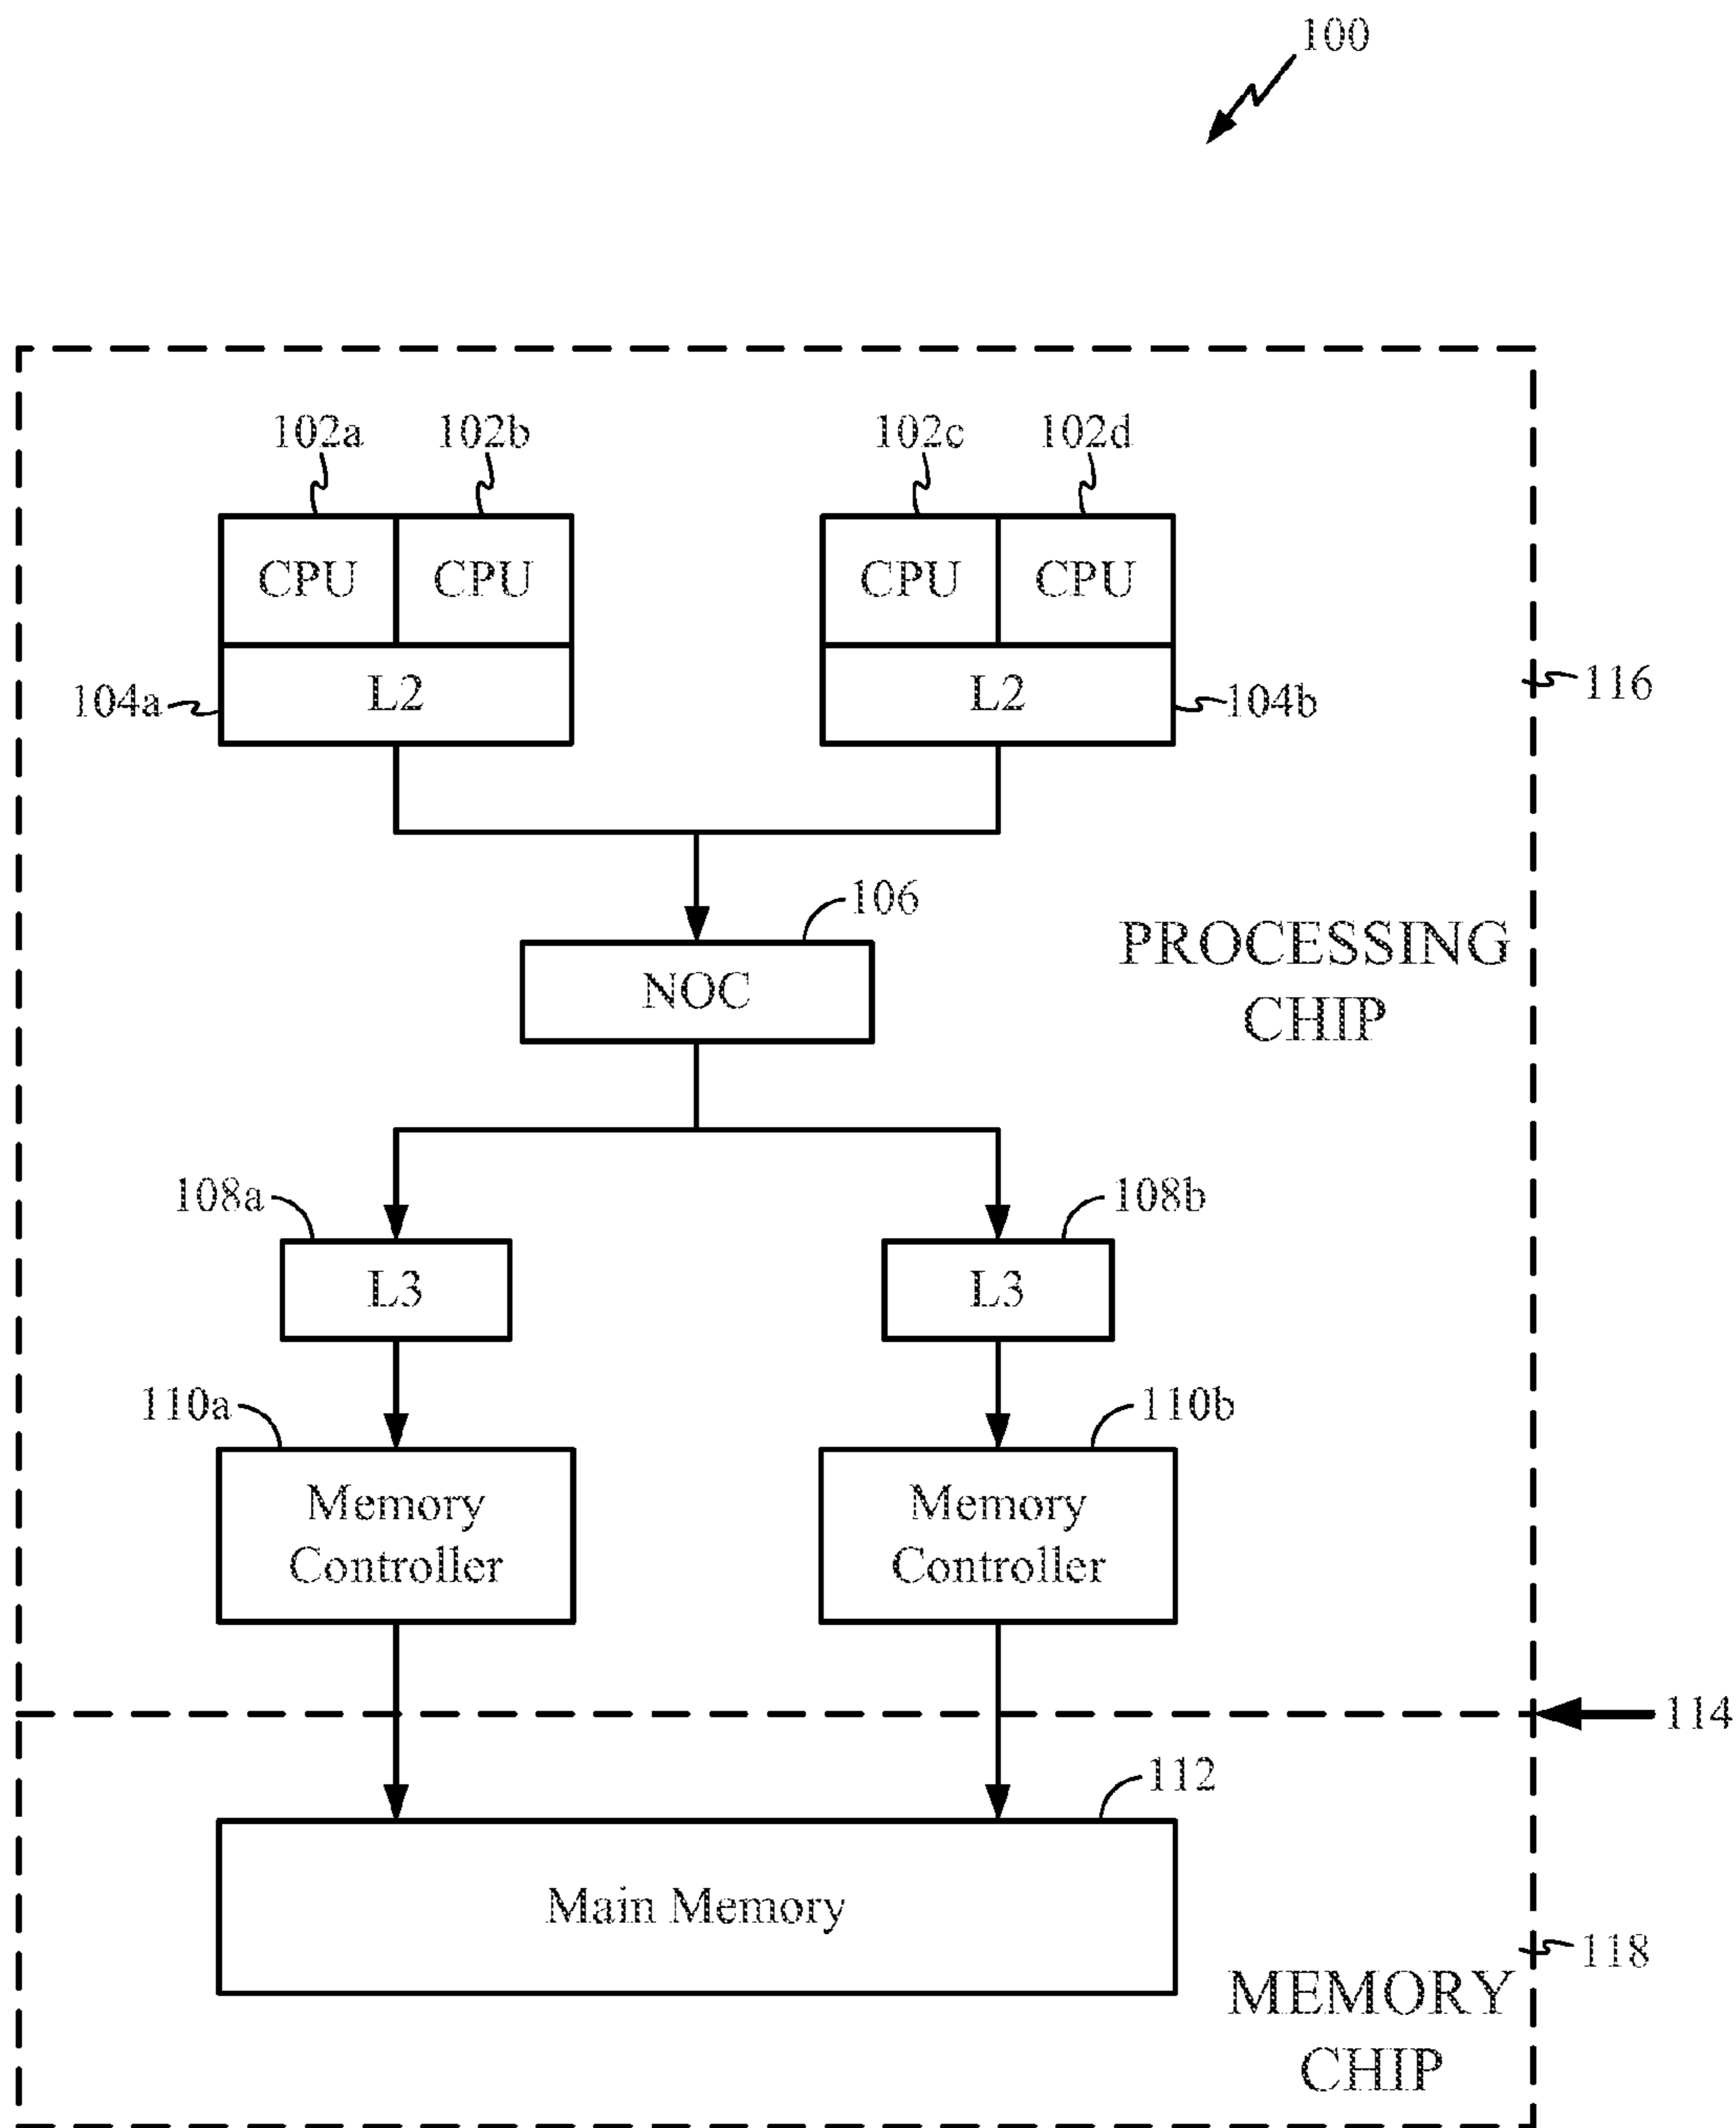 100
102a 102b 102c 102d
CPU CPU CPU CPU
L2 L2
104a 104b
116
106
NOC
PROCESSING
CHIP
108a 108b
L3 L3
110a 110b
Memory
Controller
Memory
Controller
114
112
Main Memory
118
MEMORY
CHIP